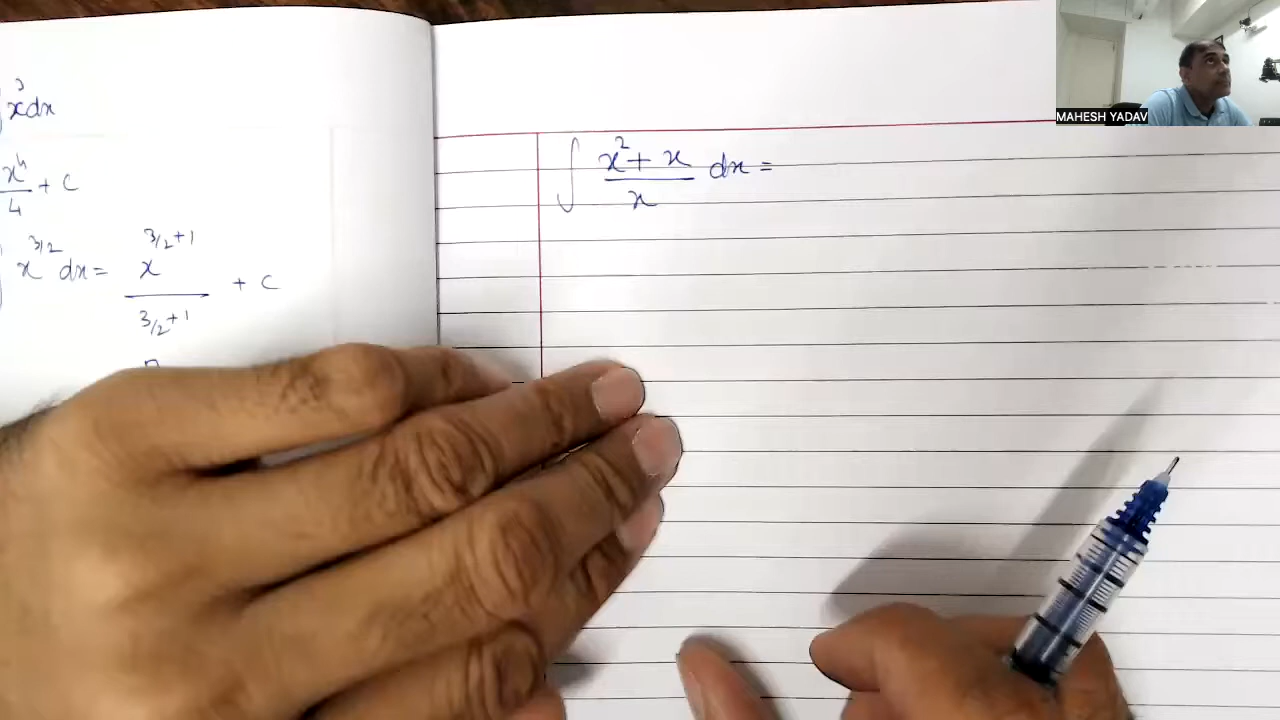 x³dx
x⁴/4 + c
x^(3/2) dx = x^(3/2+1)/(3/2+1) + c
∫ (x² + x)/x dx =
MAHESH YADAV